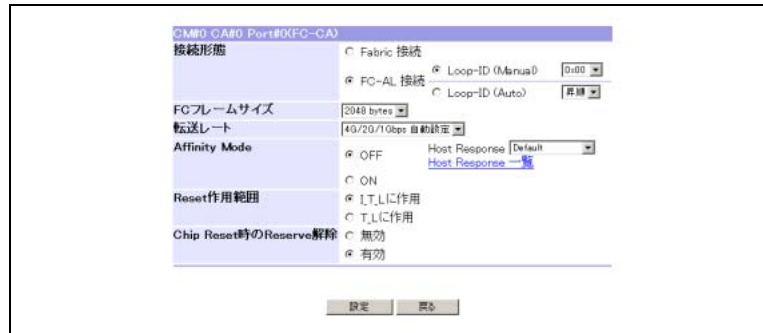 CM#0 CA#0 Port#0(FC-CA)
接続形態
Fabric 接続
FC-AL 接続
Loop-ID (Manual)
0x00
Loop-ID (Auto)
昇順
FCフレームサイズ
2048 bytes
転送レート
4G/2G/1Gbps 自動設定
Affinity Mode
OFF
Host Response
Default
Host Response 一覧
ON
Reset作用範囲
I_T_Lに作用
T_Lに作用
Chip Reset時のReserve解除
無効
有効
設定
戻る